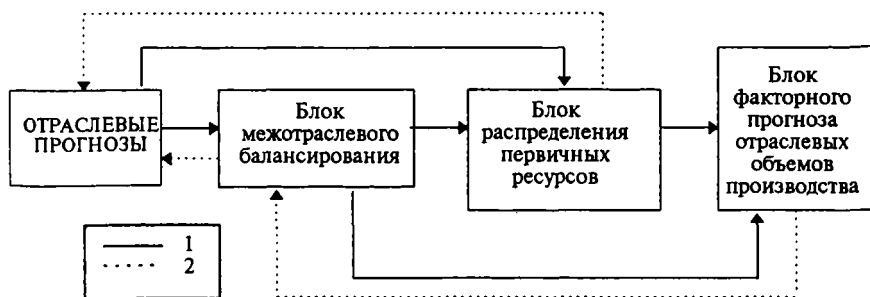 ОТРАСЛЕВЫЕ
ПРОГНОЗЫ
Блок
межотраслевого
балансирования
Блок
распределения
первичных
ресурсов
Блок
факторного
прогноза
отраслевых
объемов
производства
1
2